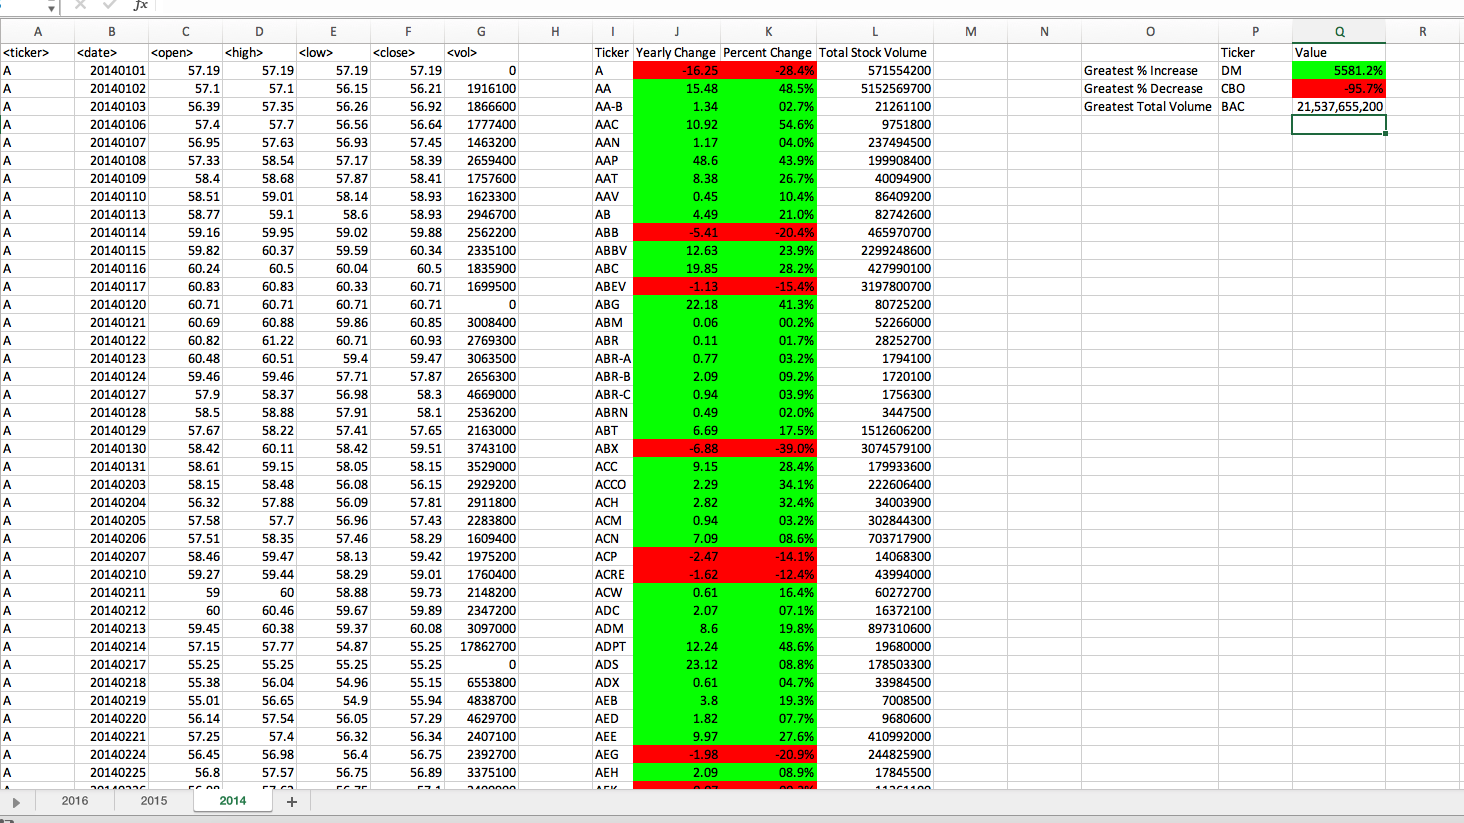 fx
A B C D E F G H I J K L M N O P Q R
<ticker> <date> <open> <high> <low> <close> <vol> Ticker Yearly Change Percent Change Total Stock Volume Ticker Value
A 20140101 57.19 57.19 57.19 57.19 0 A -16.25 -28.4% 571554200 Greatest % Increase DM 5581.2%
A 20140102 57.1 57.1 56.15 56.21 1916100 AA 15.48 48.5% 5152569700 Greatest % Decrease CBO -95.7%
A 20140103 56.39 57.35 56.26 56.92 1866600 AA-B 1.34 02.7% 21261100 Greatest Total Volume BAC 21,537,655,200
A 20140106 57.4 57.7 56.56 56.64 1777400 AAC 10.92 54.6% 9751800
A 20140107 56.95 57.63 56.93 57.45 1463200 AAN 1.17 04.0% 237494500
A 20140108 57.33 58.54 57.17 58.39 2659400 AAP 48.6 43.9% 199908400
A 20140109 58.4 58.68 57.87 58.41 1757600 AAT 8.38 26.7% 40094900
A 20140110 58.51 59.01 58.14 58.93 1623300 AAV 0.45 10.4% 86409200
A 20140113 58.77 59.1 58.6 58.93 2946700 AB 4.49 21.0% 82742600
A 20140114 59.16 59.95 59.02 59.88 2562200 ABB -5.41 -20.4% 465970700
A 20140115 59.82 60.37 59.59 60.34 2335100 ABBV 12.63 23.9% 2299248600
A 20140116 60.24 60.5 60.04 60.5 1835900 ABC 19.85 28.2% 427990100
A 20140117 60.83 60.83 60.33 60.71 1699500 ABEV -1.13 -15.4% 3197800700
A 20140120 60.71 60.71 60.71 60.71 0 ABG 22.18 41.3% 80725200
A 20140121 60.69 60.88 59.86 60.85 3008400 ABM 0.06 00.2% 52266000
A 20140122 60.82 61.22 60.71 60.93 2769300 ABR 0.11 01.7% 28252700
A 20140123 60.48 60.51 59.4 59.47 3063500 ABR-A 0.77 03.2% 1794100
A 20140124 59.46 59.46 57.71 57.87 2656300 ABR-B 2.09 09.2% 1720100
A 20140127 57.9 58.37 56.98 58.3 4669000 ABR-C 0.94 03.9% 1756300
A 20140128 58.5 58.88 57.91 58.1 2536200 ABRN 0.49 02.0% 3447500
A 20140129 57.67 58.22 57.41 57.65 2163000 ABT 6.69 17.5% 1512606200
A 20140130 58.42 60.11 58.42 59.51 3743100 ABX -6.88 -39.0% 3074579100
A 20140131 58.61 59.15 58.05 58.15 3529000 ACC 9.15 28.4% 179933600
A 20140203 58.15 58.48 56.08 56.15 2929200 ACCO 2.29 34.1% 222606400
A 20140204 56.32 57.88 56.09 57.81 2911800 ACH 2.82 32.4% 34003900
A 20140205 57.58 57.7 56.96 57.43 2283800 ACM 0.94 03.2% 302844300
A 20140206 57.51 58.35 57.46 58.29 1609400 ACN 7.09 08.6% 703717900
A 20140207 58.46 59.47 58.13 59.42 1975200 ACP -2.47 -14.1% 14068300
A 20140210 59.27 59.44 58.29 59.01 1760400 ACRE -1.62 -12.4% 43994000
A 20140211 59 60 58.88 59.73 2148200 ACW 0.61 16.4% 60272700
A 20140212 60 60.46 59.67 59.89 2347200 ADC 2.07 07.1% 16372100
A 20140213 59.45 60.38 59.37 60.08 3097000 ADM 8.6 19.8% 897310600
A 20140214 57.15 57.77 54.87 55.25 17862700 ADPT 12.24 48.6% 19680000
A 20140217 55.25 55.25 55.25 55.25 0 ADS 23.12 08.8% 178503300
A 20140218 55.38 56.04 54.96 55.15 6553800 ADX 0.61 04.7% 33984500
A 20140219 55.01 56.65 54.9 55.94 4838700 AEB 3.8 19.3% 7008500
A 20140220 56.14 57.54 56.05 57.29 4629700 AED 1.82 07.7% 9680600
A 20140221 57.25 57.4 56.32 56.34 2407100 AEE 9.97 27.6% 410992000
A 20140224 56.45 56.98 56.4 56.75 2392700 AEG -1.98 -20.9% 244825900
A 20140225 56.8 57.57 56.75 56.89 3375100 AEH 2.09 08.9% 17845500
2016 2015 2014 +